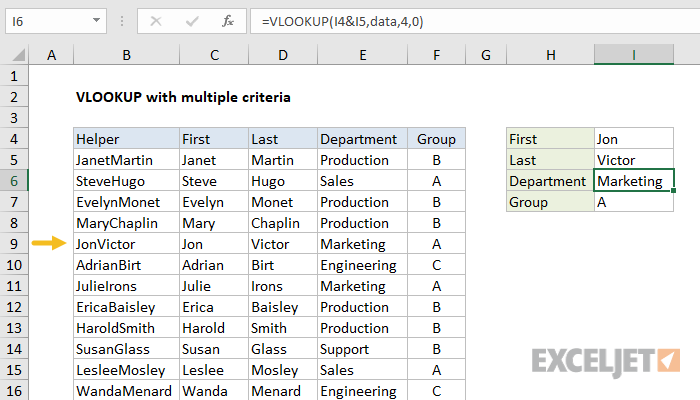 I6 =VLOOKUP(I4&I5,data,4,0)
A B C D E F G H I
1
2 VLOOKUP with multiple criteria
3
4 Helper First Last Department Group First Jon
5 JanetMartin Janet Martin Production B Last Victor
6 SteveHugo Steve Hugo Sales A Department Marketing
7 EvelynMonet Evelyn Monet Production B Group A
8 MaryChaplin Mary Chaplin Production B
9 JonVictor Jon Victor Marketing A
10 AdrianBirt Adrian Birt Engineering C
11 JulieIrons Julie Irons Marketing A
12 EricaBaisley Erica Baisley Production B
13 HaroldSmith Harold Smith Production B
14 SusanGlass Susan Glass Support B
15 LesleeMosley Leslee Mosley Sales A
16 WandaMenard Wanda Menard Engineering C
EXCELJET